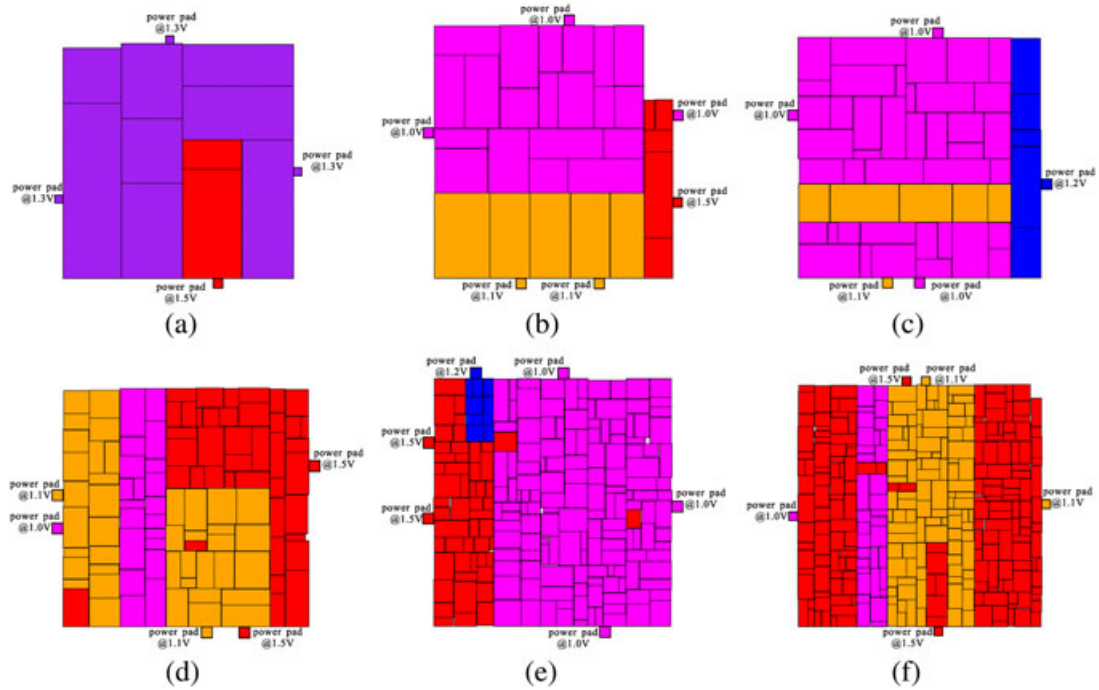 power pad
@1.3V
power pad
@1.3V
power pad
@1.3V
power pad
@1.5V
(a)
power pad
@1.0V
power pad
@1.0V
power pad
@1.0V
power pad
@1.5V
power pad
@1.1V
power pad
@1.1V
(b)
power pad
@1.0V
power pad
@1.0V
power pad
@1.2V
power pad
@1.1V
power pad
@1.0V
(c)
power pad
@1.5V
power pad
@1.1V
power pad
@1.0V
power pad
@1.1V
power pad
@1.5V
(d)
power pad
@1.2V
power pad
@1.0V
power pad
@1.5V
power pad
@1.0V
power pad
@1.5V
power pad
@1.0V
(e)
power pad
@1.5V
power pad
@1.1V
power pad
@1.0V
power pad
@1.1V
power pad
@1.5V
(f)